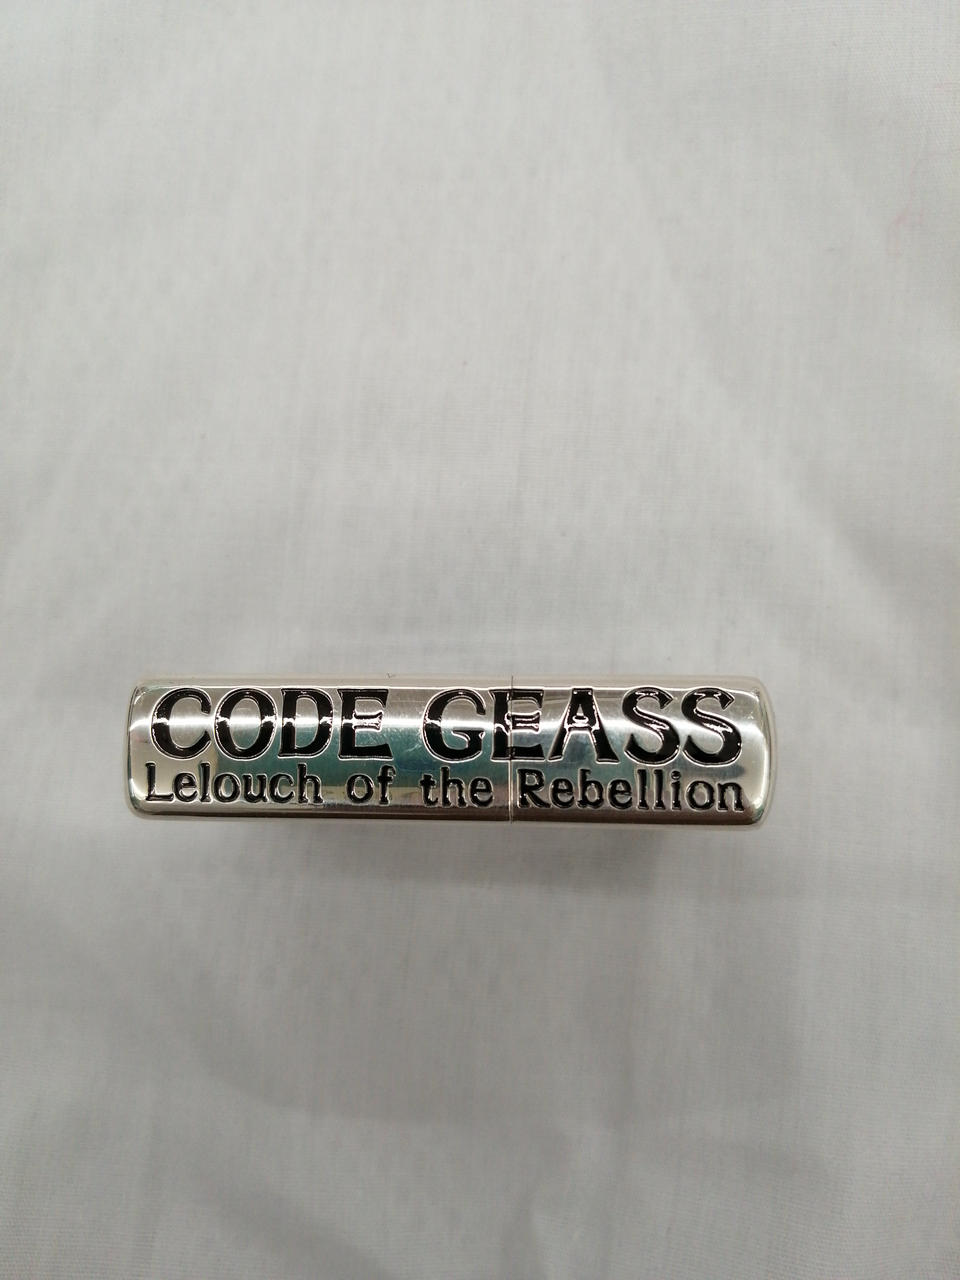 CODE GEASS
Lelouch of the Rebellion